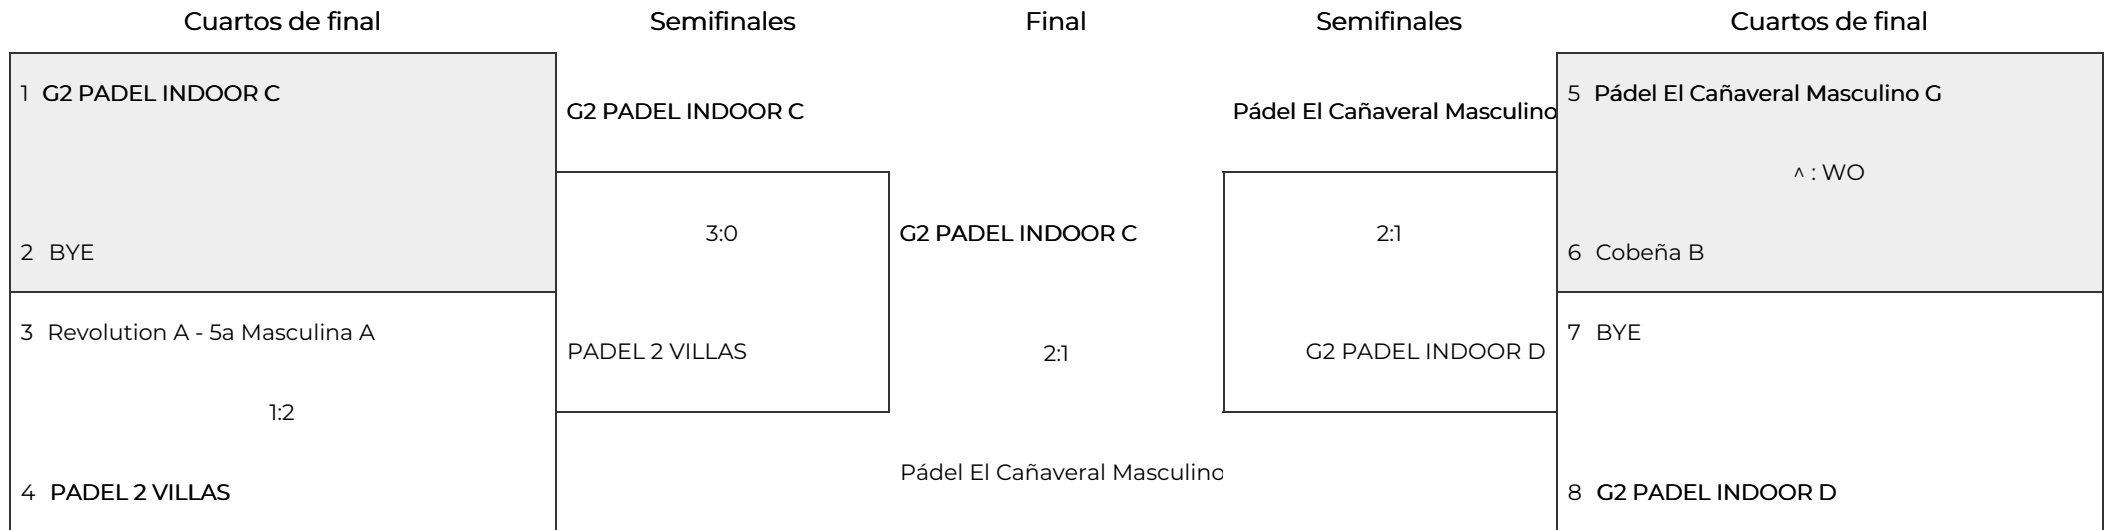 Cuartos de final
Semifinales
Final
Semifinales
Cuartos de final
1 G2 PADEL INDOOR C
2 BYE
3 Revolution A - 5a Masculina A
1:2
4 PADEL 2 VILLAS
G2 PADEL INDOOR C
3:0
PADEL 2 VILLAS
G2 PADEL INDOOR C
2:1
Pádel El Cañaveral Masculino
Pádel El Cañaveral Masculino
2:1
G2 PADEL INDOOR D
5 Pádel El Cañaveral Masculino G
^ : WO
6 Cobeña B
7 BYE
8 G2 PADEL INDOOR D